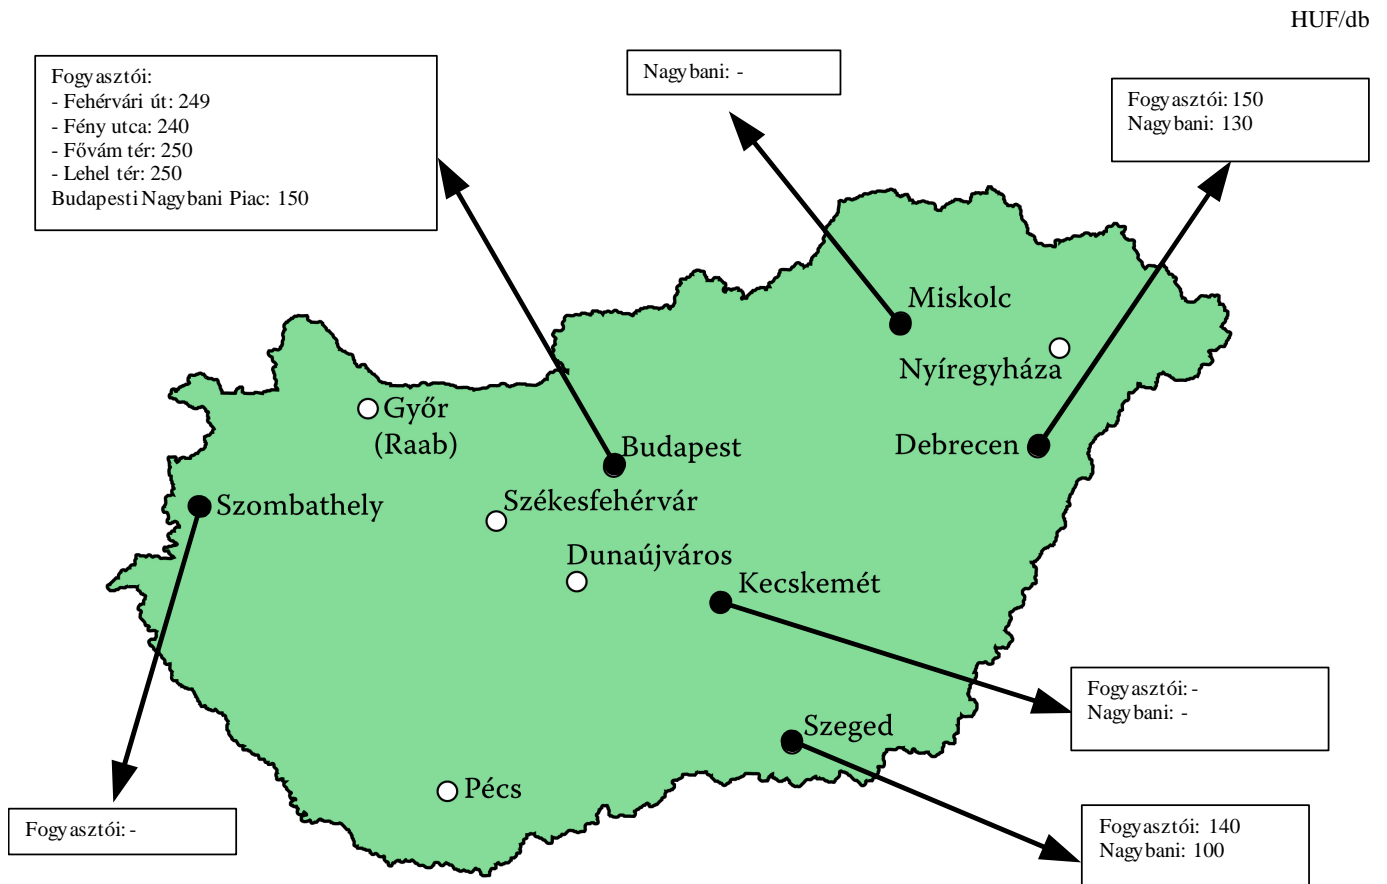 HUF/db
Fogyasztói:
- Fehérvári út: 249
- Fény utca: 240
- Fővám tér: 250
- Lehel tér: 250
Budapesti Nagybani Piac: 150
Nagybani: -
Fogyasztói: 150
Nagybani: 130
Miskolc
Nyíregyháza
Győr
(Raab)
Budapest
Debrecen
Szombathely
Székesfehérvár
Dunaújváros
Kecskemét
Fogyasztói: -
Nagybani: -
Szeged
Pécs
Fogyasztói: -
Fogyasztói: 140
Nagybani: 100